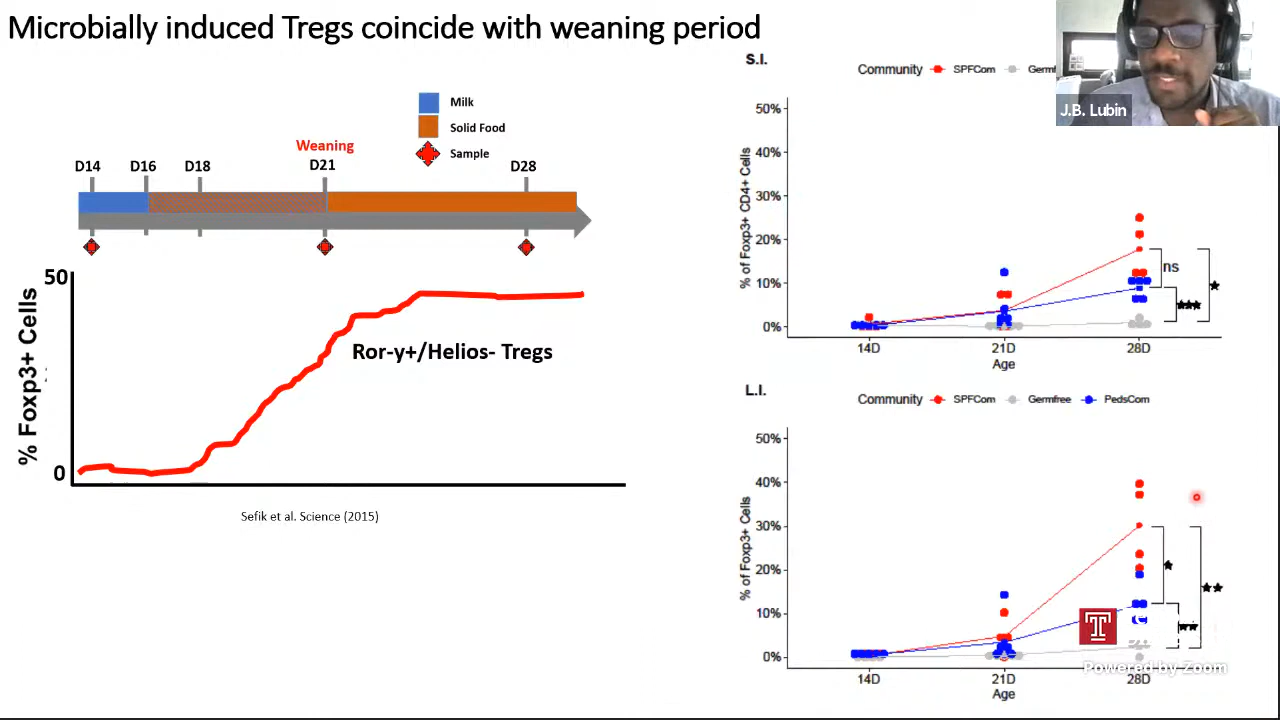 Microbially induced Tregs coincide with weaning period
J.B. Lubin
Milk
Solid Food
Sample
Weaning
D14 D16 D18 D21 D28
50
0
% Foxp3+ Cells
Ror-y+/Helios- Tregs
Sefik et al. Science (2015)
S.I.
Community SPFCom
% of Foxp3+ CD4+ Cells
50%
40%
30%
20%
10%
0%
ns
14D 21D 28D
Age
L.I.
Community SPFCom Germfree PedsCom
% of Foxp3+ Cells
50%
40%
30%
20%
10%
0%
T
14D 21D 28D
Age
Powered by Zoom